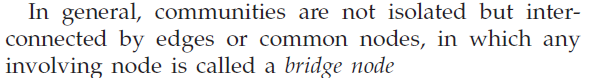 In general, communities are not isolated but inter-
connected by edges or common nodes, in which any
involving node is called a bridge node